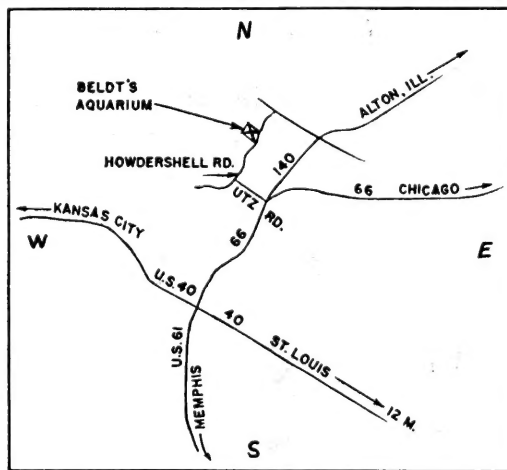 N
BELDT'S
AQUARIUM
ALTON, ILL.
HOWDERSHELL RD.
140
UTZ RD.
66 CHICAGO
KANSAS CITY
W
66
E
U.S. 40
40
ST. LOUIS
12 M.
U.S. 61
MEMPHIS
S